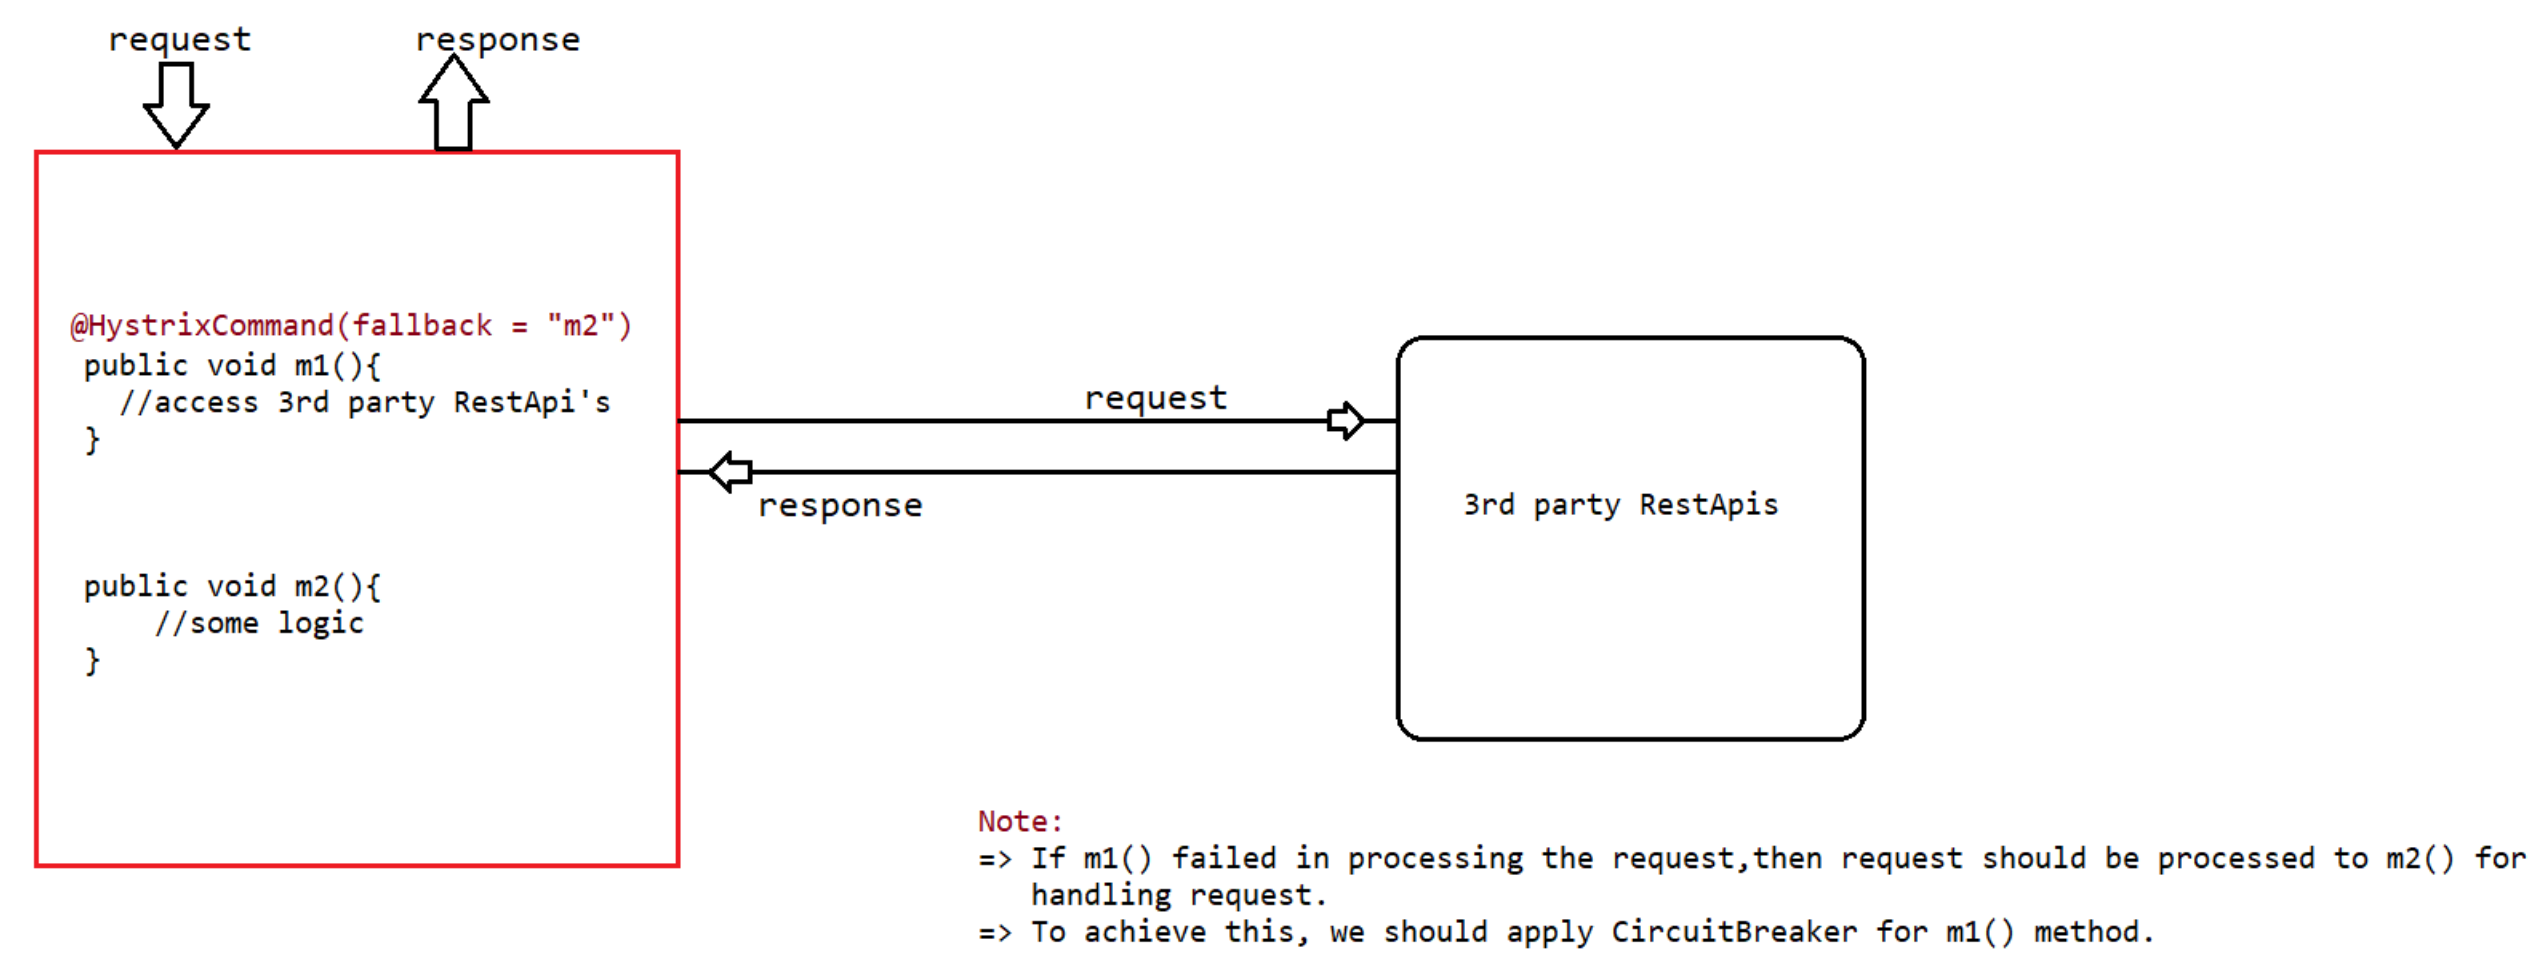 request
response
@HystrixCommand(fallback = "m2")
public void m1(){
//access 3rd party RestApi's
}
request
response
3rd party RestApis
public void m2(){
//some logic
}
Note:
=> If m1() failed in processing the request,then request should be processed to m2() for
handling request.
=> To achieve this, we should apply CircuitBreaker for m1() method.